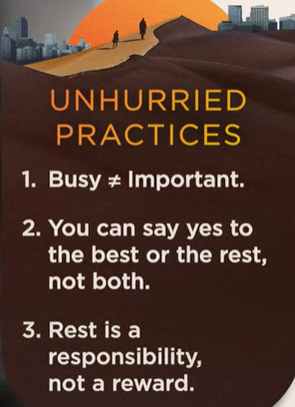 UNHURRIED
PRACTICES
1. Busy ≠ Important.
2. You can say yes to
the best or the rest,
not both.
3. Rest is a
responsibility,
not a reward.